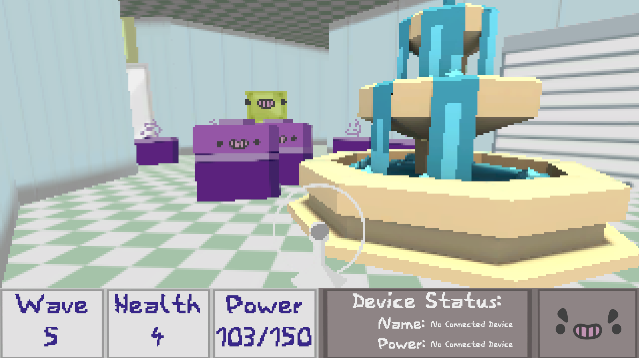 Wave
5
Health
4
Power
103/150
Device Status:
Name: No Connected Device
Power: No Connected Device